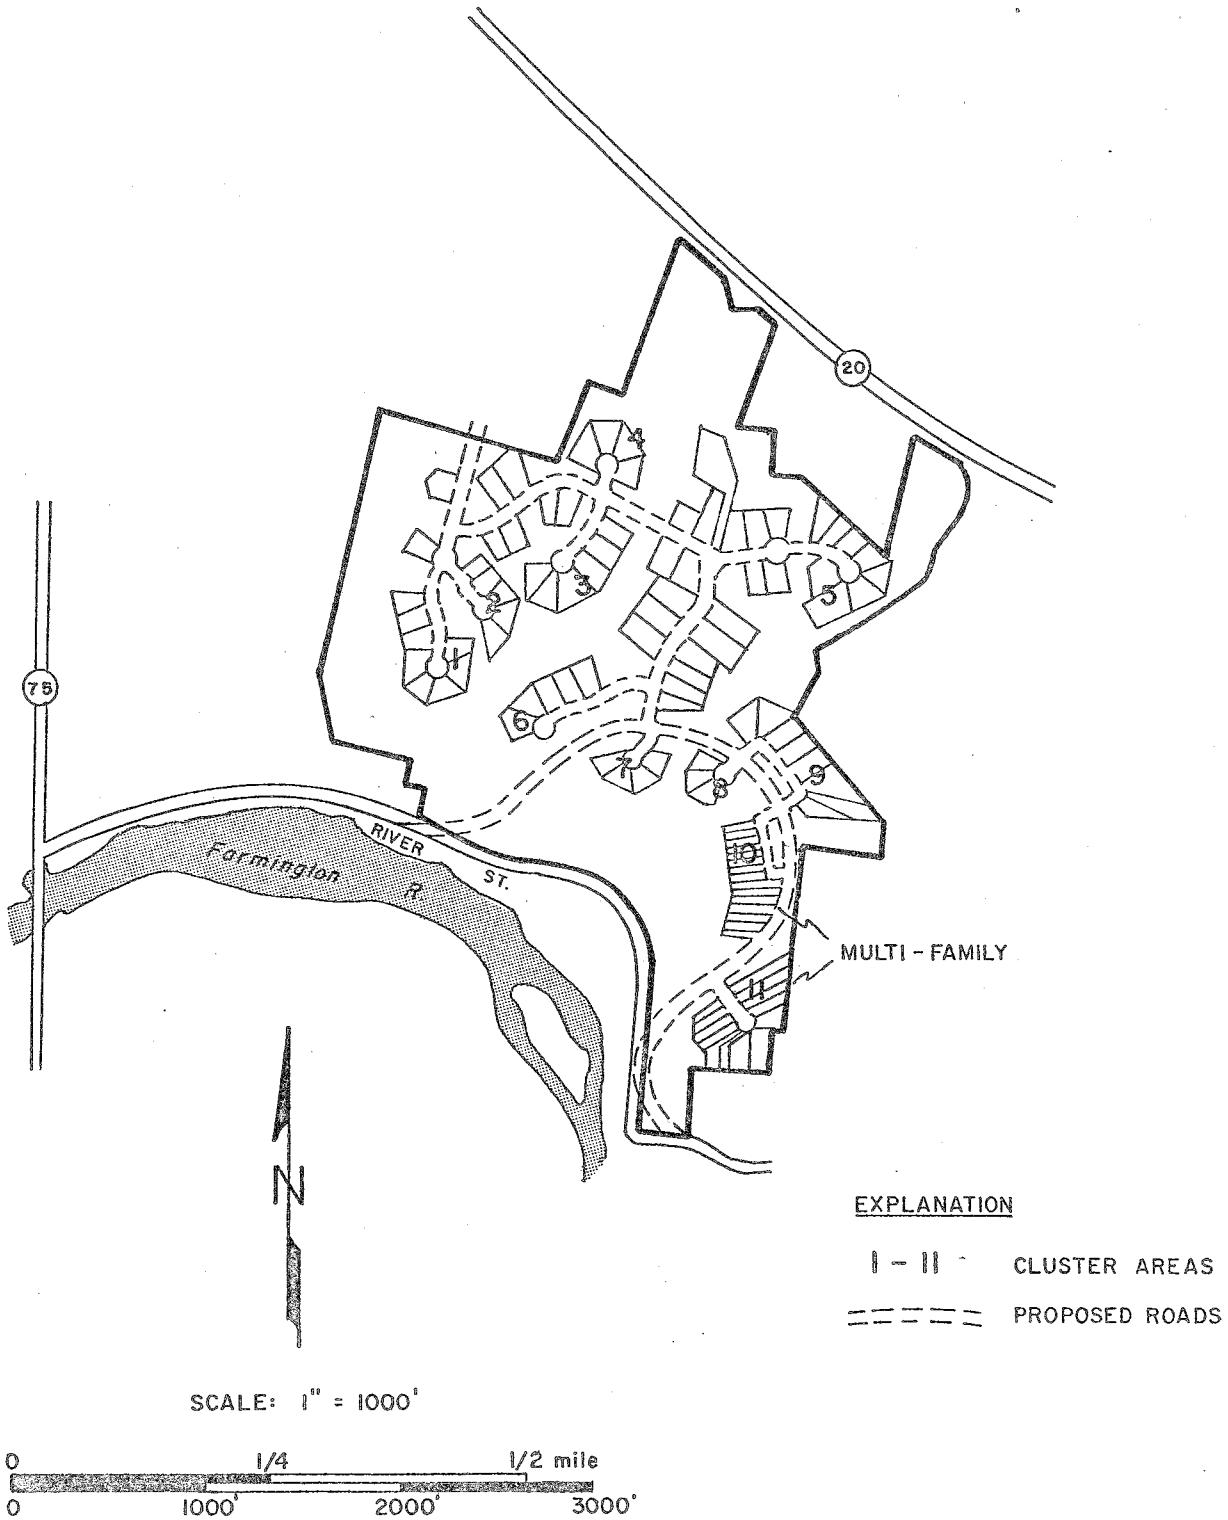 20
4
5
3
2
1
75
6
7
8
9
RIVER
ST.
Farmington
R.
10
MULTI - FAMILY
11
N
EXPLANATION
1 - 11 CLUSTER AREAS
PROPOSED ROADS
SCALE: 1" = 1000'
0 1/4 1/2 mile
0 1000' 2000' 3000'